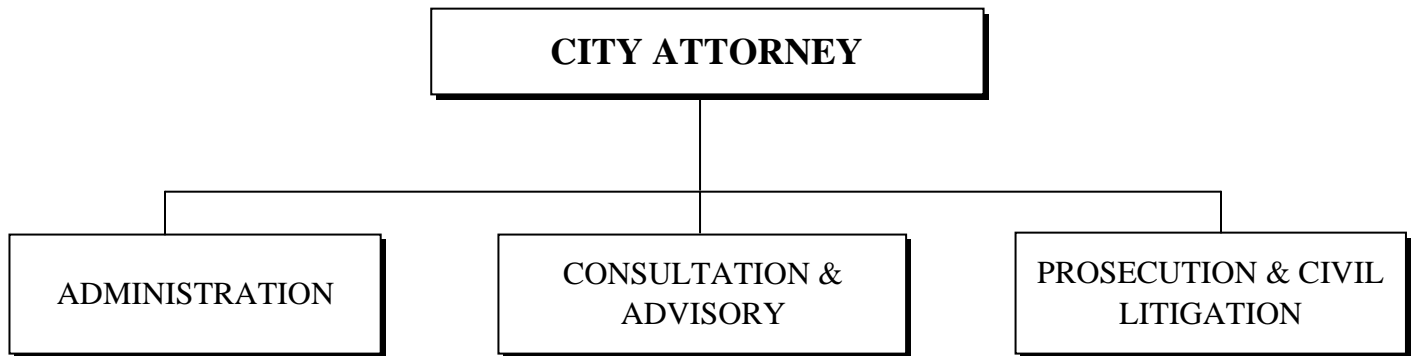 CITY ATTORNEY
ADMINISTRATION
CONSULTATION &
ADVISORY
PROSECUTION & CIVIL
LITIGATION